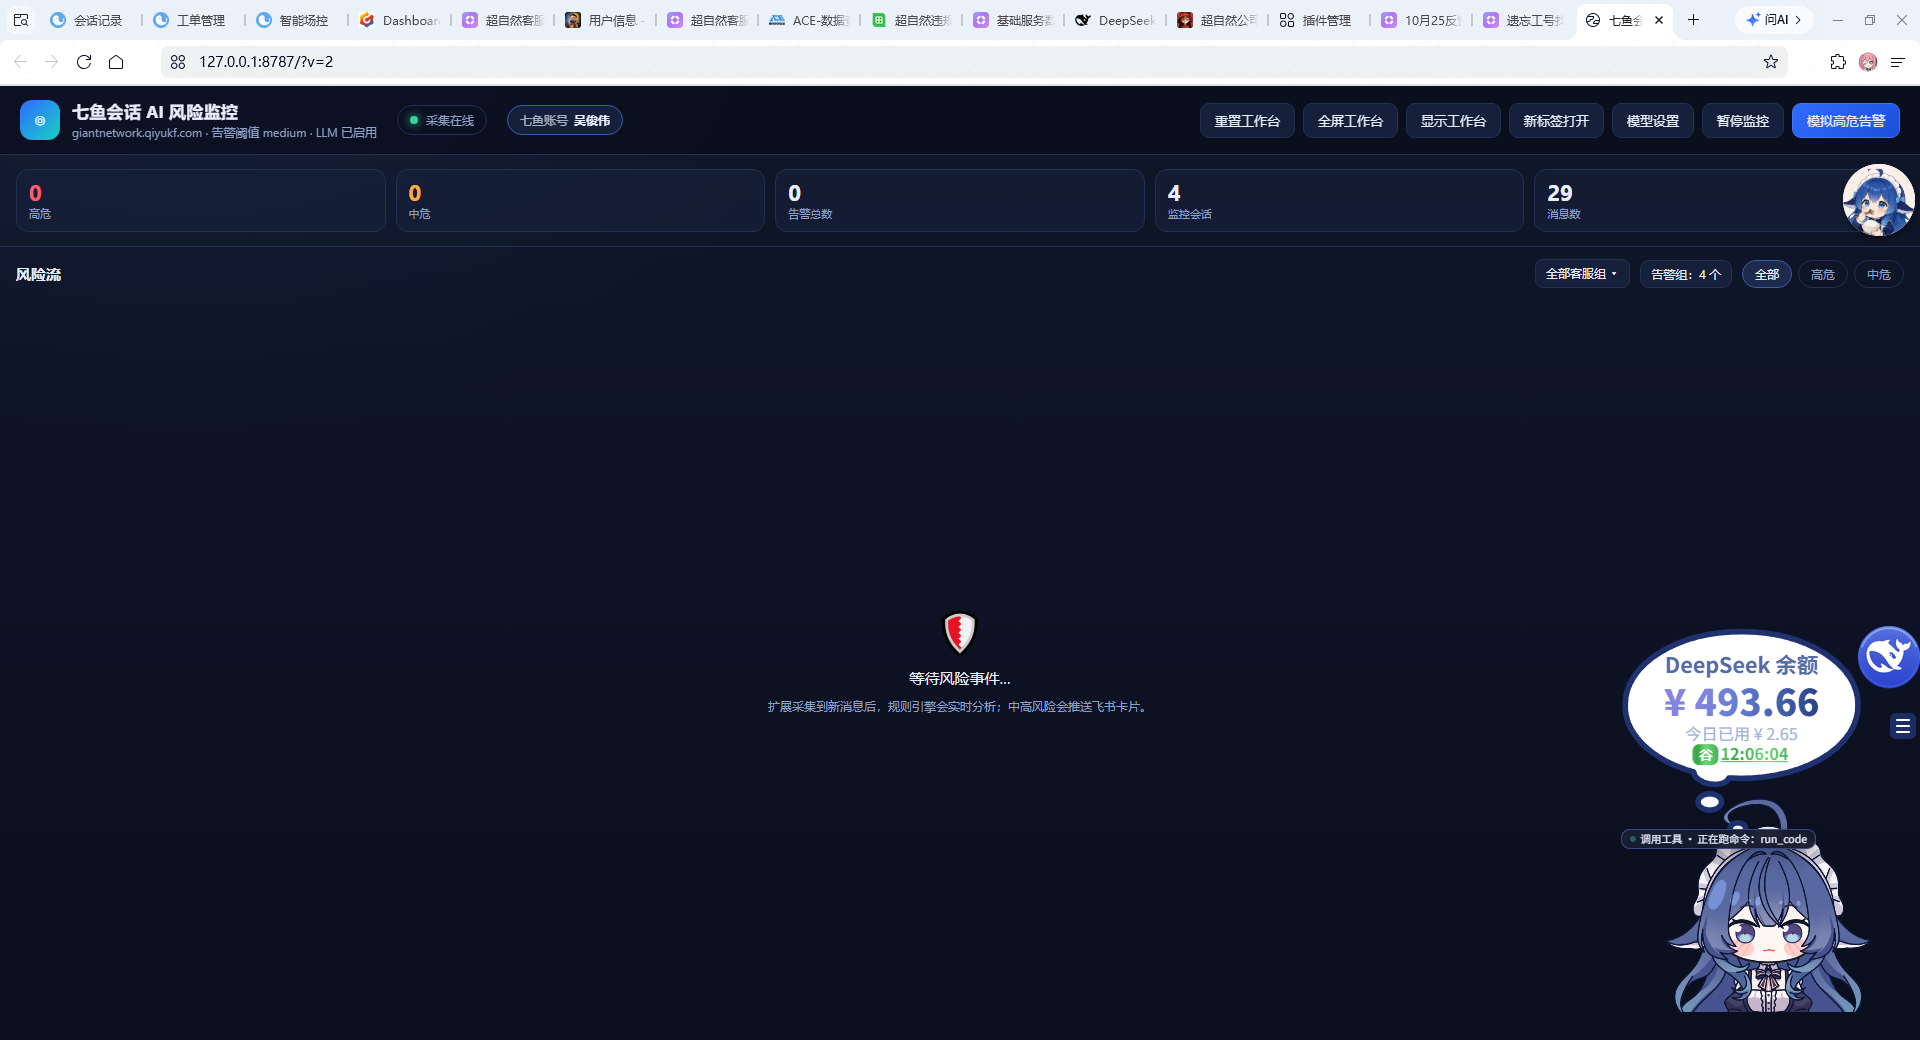 会话记录
工单管理
智能场控
Dashboar
超自然客服
用户信息
超自然客服
ACE-数据
超自然违规
基础服务数
DeepSeek
超自然公司
插件管理
10月25反
遗忘工号找
七鱼会
问AI
127.0.0.1:8787/?v=2
七鱼会话 AI 风险监控
giantnetwork.qiyukf.com · 告警阈值 medium · LLM 已启用
采集在线
七鱼账号 吴俊伟
重置工作台
全屏工作台
显示工作台
新标签打开
模型设置
暂停监控
模拟高危告警
0
高危
0
中危
0
告警总数
4
监控会话
29
消息数
风险流
全部客服组
告警组：4 个
全部
高危
中危
等待风险事件...
扩展采集到新消息后，规则引擎会实时分析；中高风险会推送飞书卡片。
DeepSeek 余额
¥ 493.66
今日已用 ¥ 2.65
谷 12:06:04
调用工具 · 正在跑命令：run_code